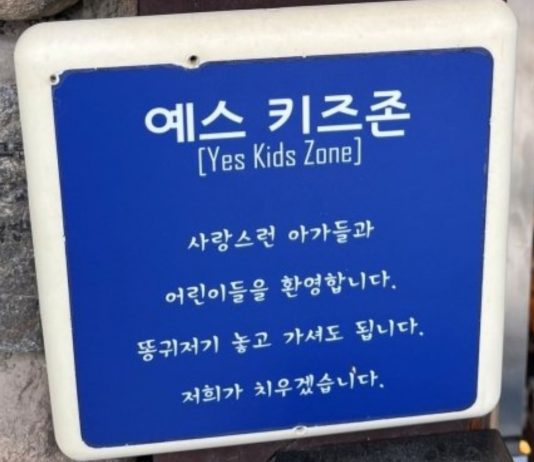 예스 키즈존
[Yes Kids Zone]
사랑스런 아가들과
어린이들을 환영합니다.
똥귀저기 놓고 가셔도 됩니다.
저희가 치우겠습니다.